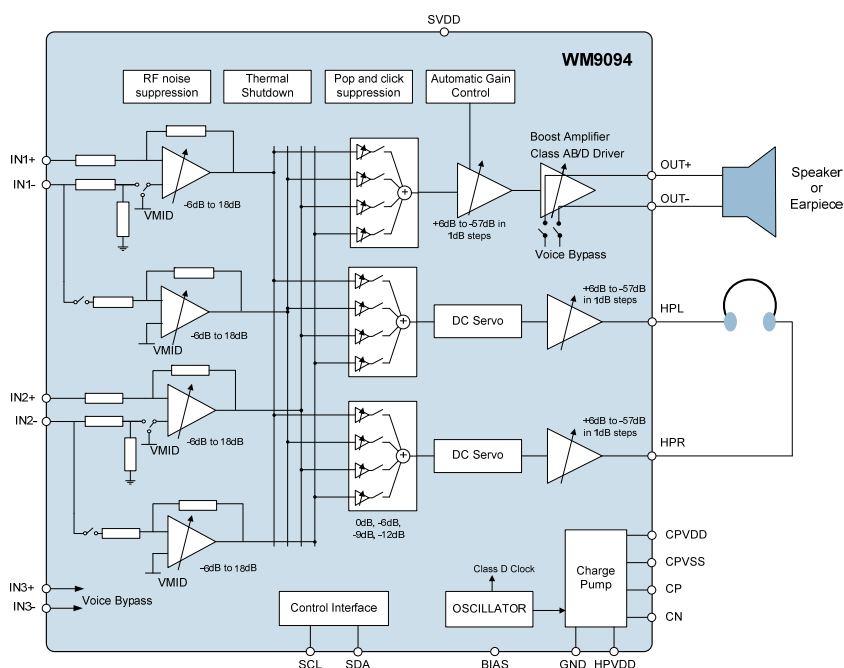 SVDD
WM9094
RF noise
suppression
Thermal
Shutdown
Pop and click
suppression
Automatic Gain
Control
Boost Amplifier
Class AB/D Driver
IN1+
IN1-
VMID
-6dB to 18dB
+6dB to -57dB in
1dB steps
Voice Bypass
OUT+
OUT-
Speaker
or
Earpiece
VMID
-6dB to 18dB
DC Servo
+6dB to -57dB
in 1dB steps
HPL
IN2+
IN2-
VMID
-6dB to 18dB
DC Servo
+6dB to -57dB
in 1dB steps
HPR
VMID
-6dB to 18dB
0dB, -6dB,
-9dB, -12dB
IN3+
IN3-
Voice Bypass
Control Interface
Class D Clock
OSCILLATOR
Charge
Pump
CPVDD
CPVSS
CP
CN
SCL
SDA
BIAS
GND
HPVDD